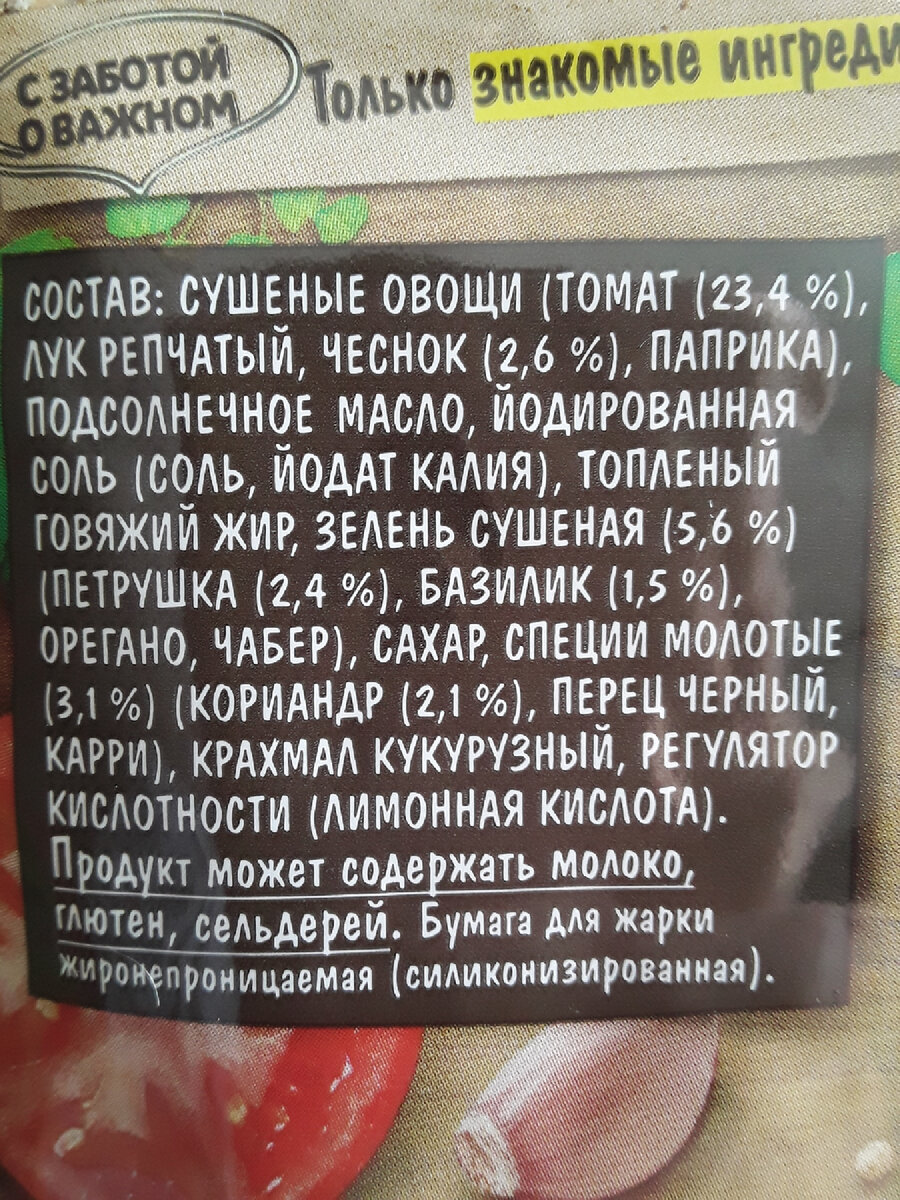 С ЗАБОТОЙ
О ВАЖНОМ
Только знакомые ингреди
СОСТАВ: СУШЕНЫЕ ОВОЩИ (ТОМАТ (23,4 %),
ЛУК РЕПЧАТЫЙ, ЧЕСНОК (2,6 %), ПАПРИКА),
ПОДСОЛНЕЧНОЕ МАСЛО, ЙОДИРОВАННАЯ
СОЛЬ (СОЛЬ, ЙОДАТ КАЛИЯ), ТОПЛЕНЫЙ
ГОВЯЖИЙ ЖИР, ЗЕЛЕНЬ СУШЕНАЯ (5,6 %)
(ПЕТРУШКА (2,4 %), БАЗИЛИК (1,5 %),
ОРЕГАНО, ЧАБЕР), САХАР, СПЕЦИИ МОЛОТЫЕ
(3,1 %) (КОРИАНДР (2,1 %), ПЕРЕЦ ЧЕРНЫЙ,
КАРРИ), КРАХМАЛ КУКУРУЗНЫЙ, РЕГУЛЯТОР
КИСЛОТНОСТИ (ЛИМОННАЯ КИСЛОТА).
Продукт может содержать молоко,
глютен, сельдерей. Бумага для жарки
жиронепроницаемая (силиконизированная).